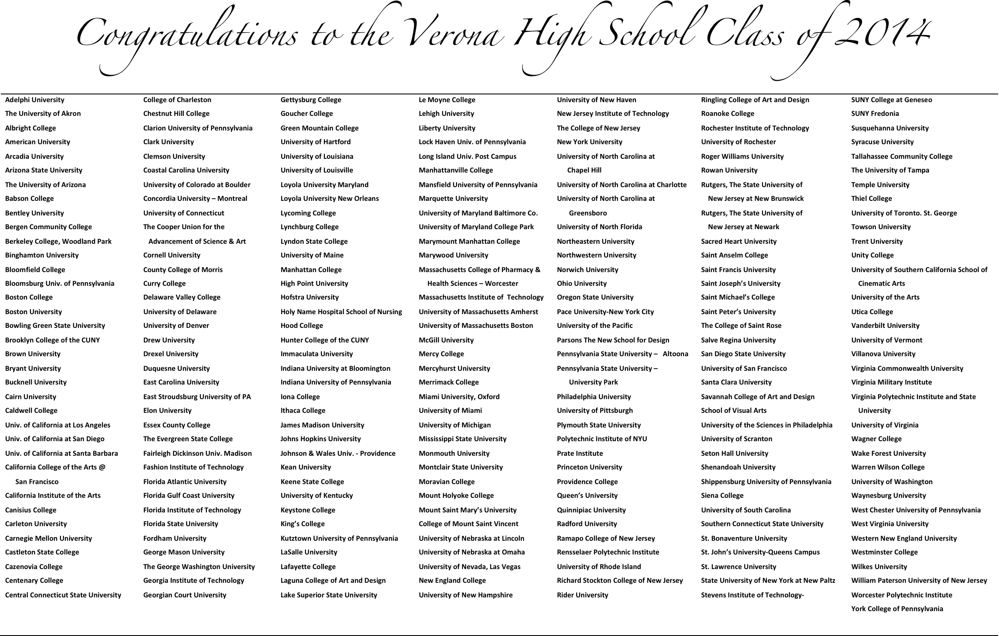 Congratulations to the Verona High School Class of 2014
Adelphi University
The University of Akron
Albright College
American University
Arcadia University
Arizona State University
The University of Arizona
Babson College
Bentley University
Bergen Community College
Berkeley College, Woodland Park
Binghamton University
Bloomfield College
Bloomsburg Univ. of Pennsylvania
Boston College
Boston University
Bowling Green State University
Brooklyn College of the CUNY
Brown University
Bryant University
Bucknell University
Cairn University
Caldwell College
Univ. of California at Los Angeles
Univ. of California at San Diego
Univ. of California at Santa Barbara
California College of the Arts @
San Francisco
California Institute of the Arts
Canisius College
Carleton University
Carnegie Mellon University
Castleton State College
Cazenovia College
Centenary College
Central Connecticut State University
College of Charleston
Chestnut Hill College
Clarion University of Pennsylvania
Clark University
Clemson University
Coastal Carolina University
University of Colorado at Boulder
Concordia University – Montreal
University of Connecticut
The Cooper Union for the
Advancement of Science & Art
Cornell University
County College of Morris
Curry College
Delaware Valley College
University of Delaware
University of Denver
Drew University
Drexel University
Duquesne University
East Carolina University
East Stroudsburg University of PA
Elon University
Essex County College
The Evergreen State College
Fairleigh Dickinson Univ. Madison
Fashion Institute of Technology
Florida Atlantic University
Florida Gulf Coast University
Florida Institute of Technology
Florida State University
Fordham University
George Mason University
The George Washington University
Georgia Institute of Technology
Georgian Court University
Gettysburg College
Goucher College
Green Mountain College
University of Hartford
University of Louisiana
University of Louisville
Loyola University Maryland
Loyola University New Orleans
Lycoming College
Lynchburg College
Lyndon State College
University of Maine
Manhattan College
High Point University
Hofstra University
Holy Name Hospital School of Nursing
Hood College
Hunter College of the CUNY
Immaculata University
Indiana University at Bloomington
Indiana University of Pennsylvania
Iona College
Ithaca College
James Madison University
Johns Hopkins University
Johnson & Wales Univ. - Providence
Kean University
Keene State College
University of Kentucky
Keystone College
King’s College
Kutztown University of Pennsylvania
LaSalle University
Lafayette College
Laguna College of Art and Design
Lake Superior State University
Le Moyne College
Lehigh University
Liberty University
Lock Haven Univ. of Pennsylvania
Long Island Univ. Post Campus
Manhattanville College
Mansfield University of Pennsylvania
Marquette University
University of Maryland Baltimore Co.
University of Maryland College Park
Marymount Manhattan College
Marywood University
Massachusetts College of Pharmacy &
Health Sciences – Worcester
Massachusetts Institute of  Technology
University of Massachusetts Amherst
University of Massachusetts Boston
McGill University
Mercy College
Mercyhurst University
Merrimack College
Miami University, Oxford
University of Miami
University of Michigan
Mississippi State University
Monmouth University
Montclair State University
Moravian College
Mount Holyoke College
Mount Saint Mary’s University
College of Mount Saint Vincent
University of Nebraska at Lincoln
University of Nebraska at Omaha
University of Nevada, Las Vegas
New England College
University of New Hampshire
University of New Haven
New Jersey Institute of Technology
The College of New Jersey
New York University
University of North Carolina at
Chapel Hill
University of North Carolina at Charlotte
University of North Carolina at
Greensboro
University of North Florida
Northeastern University
Northwestern University
Norwich University
Ohio University
Oregon State University
Pace University-New York City
University of the Pacific
Parsons The New School for Design
Pennsylvania State University –   Altoona
Pennsylvania State University –
University Park
Philadelphia University
University of Pittsburgh
Plymouth State University
Polytechnic Institute of NYU
Prate Institute
Princeton University
Providence College
Queen’s University
Quinnipiac University
Radford University
Ramapo College of New Jersey
Rensselaer Polytechnic Institute
University of Rhode Island
Richard Stockton College of New Jersey
Rider University
Ringling College of Art and Design
Roanoke College
Rochester Institute of Technology
University of Rochester
Roger Williams University
Rowan University
Rutgers, The State University of
New Jersey at New Brunswick
Rutgers, The State University of
New Jersey at Newark
Sacred Heart University
Saint Anselm College
Saint Francis University
Saint Joseph’s University
Saint Michael’s College
Saint Peter’s University
The College of Saint Rose
Salve Regina University
San Diego State University
University of San Francisco
Santa Clara University
Savannah College of Art and Design
School of Visual Arts
University of the Sciences in Philadelphia
University of Scranton
Seton Hall University
Shenandoah University
Shippensburg University of Pennsylvania
Siena College
University of South Carolina
Southern Connecticut State University
St. Bonaventure University
St. John’s University-Queens Campus
St. Lawrence University
State University of New York at New Paltz
Stevens Institute of Technology-
SUNY College at Geneseo
SUNY Fredonia
Susquehanna University
Syracuse University
Tallahassee Community College
The University of Tampa
Temple University
Thiel College
University of Toronto. St. George
Towson University
Trent University
Unity College
University of Southern California School of
Cinematic Arts
University of the Arts
Utica College
Vanderbilt University
University of Vermont
Villanova University
Virginia Commonwealth University
Virginia Military Institute
Virginia Polytechnic Institute and State
University
University of Virginia
Wagner College
Wake Forest University
Warren Wilson College
University of Washington
Waynesburg University
West Chester University of Pennsylvania
West Virginia University
Western New England University
Westminster College
Wilkes University
William Paterson University of New Jersey
Worcester Polytechnic Institute
York College of Pennsylvania